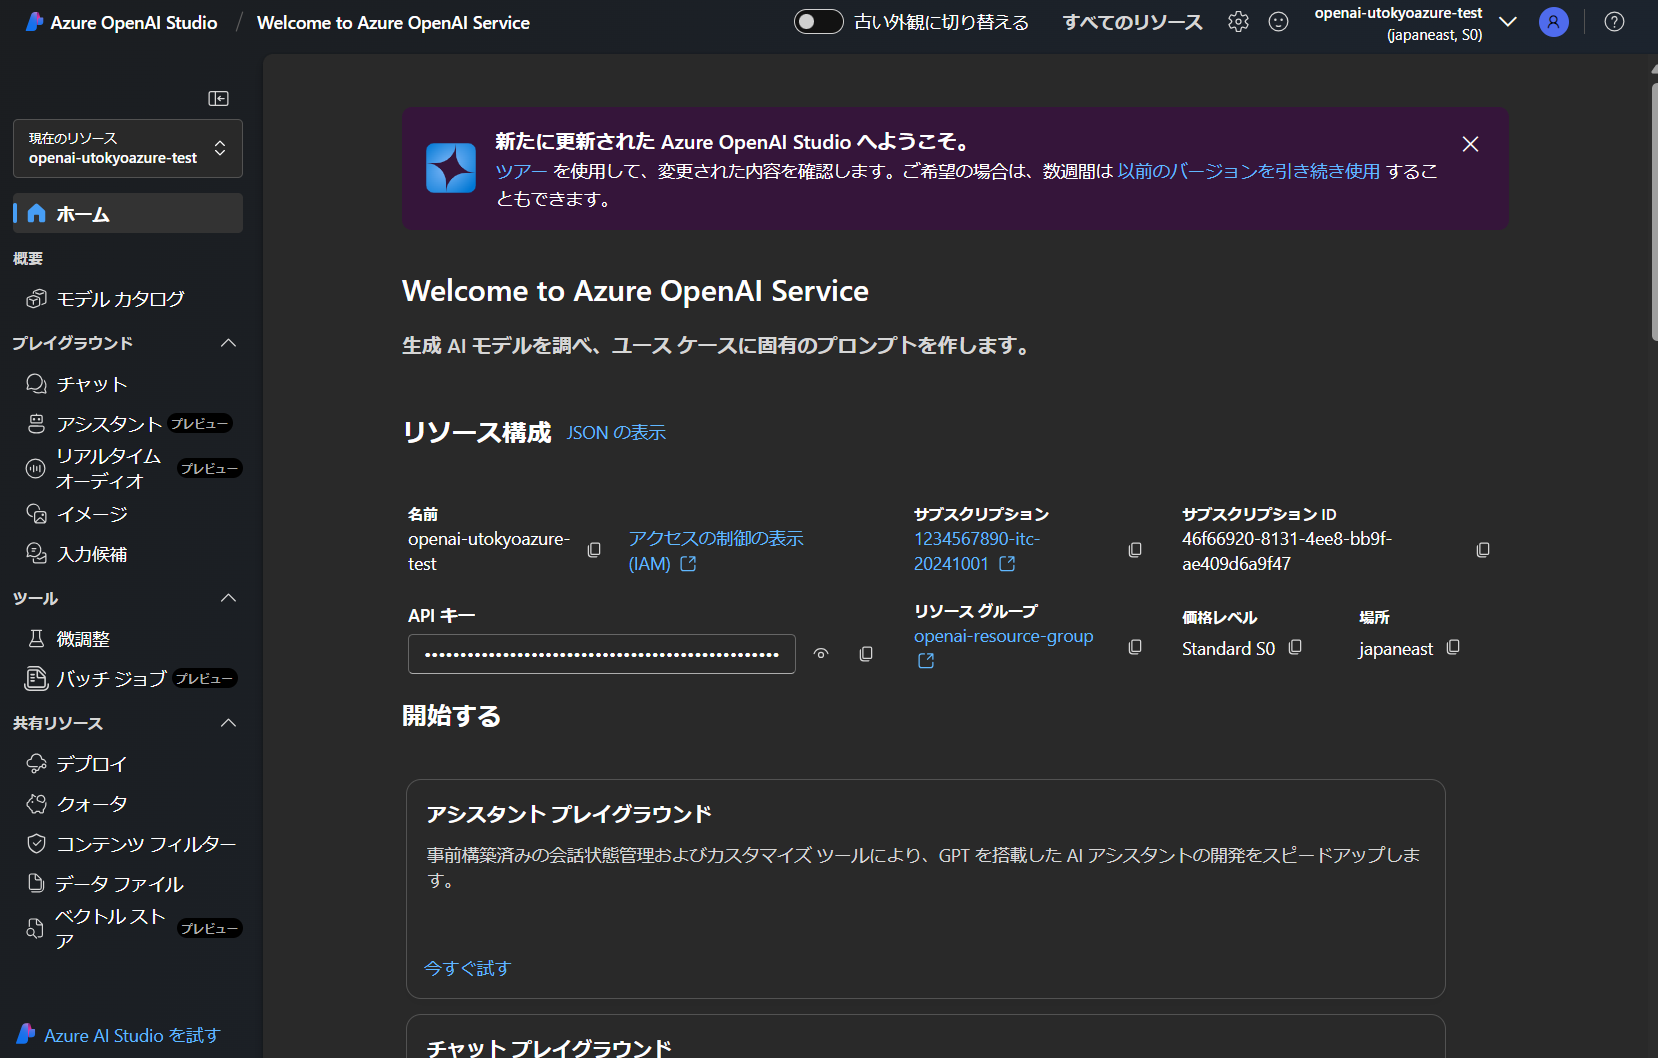 Azure OpenAI Studio / Welcome to Azure OpenAI Service
古い外観に切り替える
すべてのリソース
openai-utokyoazure-test
(japaneast, S0)
現在のリソース
openai-utokyoazure-test
ホーム
概要
モデル カタログ
プレイグラウンド
チャット
アシスタント プレビュー
リアルタイム
オーディオ
プレビュー
イメージ
入力候補
ツール
微調整
バッチ ジョブ プレビュー
共有リソース
デプロイ
クォータ
コンテンツ フィルター
データ ファイル
ベクトル スト
ア
プレビュー
Azure AI Studio を試す
新たに更新された Azure OpenAI Studio へようこそ。
ツアー を使用して、変更された内容を確認します。ご希望の場合は、数週間は 以前のバージョンを引き続き使用 するこ
ともできます。
Welcome to Azure OpenAI Service
生成 AI モデルを調べ、ユース ケースに固有のプロンプトを作します。
リソース構成 JSON の表示
名前
openai-utokyoazure-
test
アクセスの制御の表示
(IAM)
サブスクリプション
1234567890-itc-
20241001
サブスクリプション ID
46f66920-8131-4ee8-bb9f-
ae409d6a9f47
API キー
••••••••••••••••••••••••••••••••••••••••••••••••••
リソース グループ
openai-resource-group
価格レベル
Standard S0
場所
japaneast
開始する
アシスタント プレイグラウンド
事前構築済みの会話状態管理およびカスタマイズ ツールにより、GPT を搭載した AI アシスタントの開発をスピードアップしま
す。
今すぐ試す
チャット プレイグラウンド